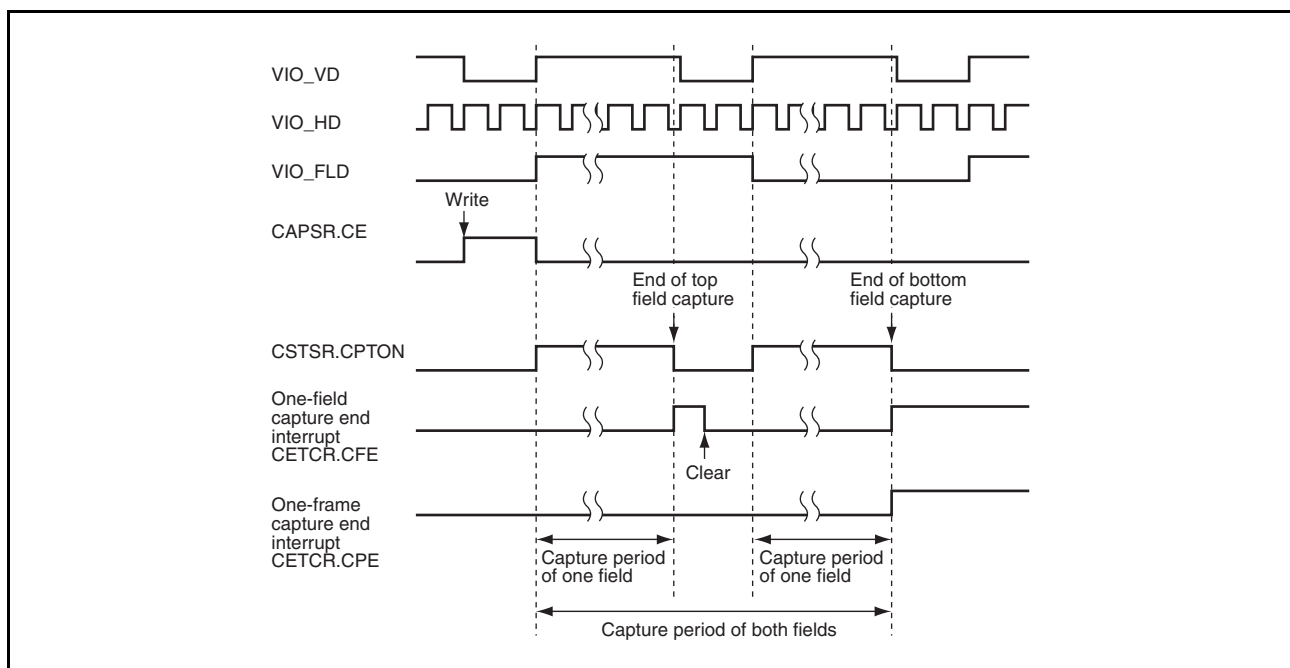 VIO_VD
VIO_HD
VIO_FLD
Write
CAPSR.CE
End of top
field capture
End of bottom
field capture
CSTSR.CPTON
One-field
capture end
interrupt
CETCR.CFE
Clear
One-frame
capture end
interrupt
CETCR.CPE
Capture period
of one field
Capture period
of one field
Capture period of both fields